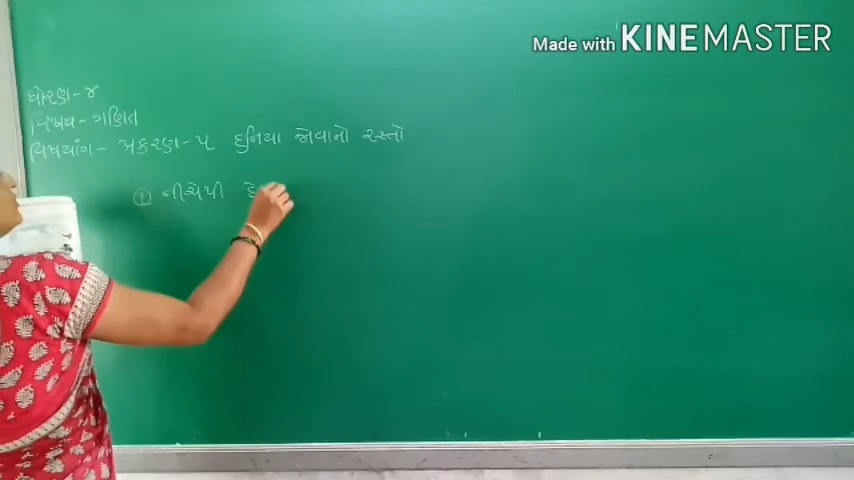 Made with KINEMASTER
ધોરણ - ૪
વિષય - ગણિત
વિષયાંગ - પ્રકરણ - ૫ દુનિયા જોવાનો રસ્તો
① નીચેની